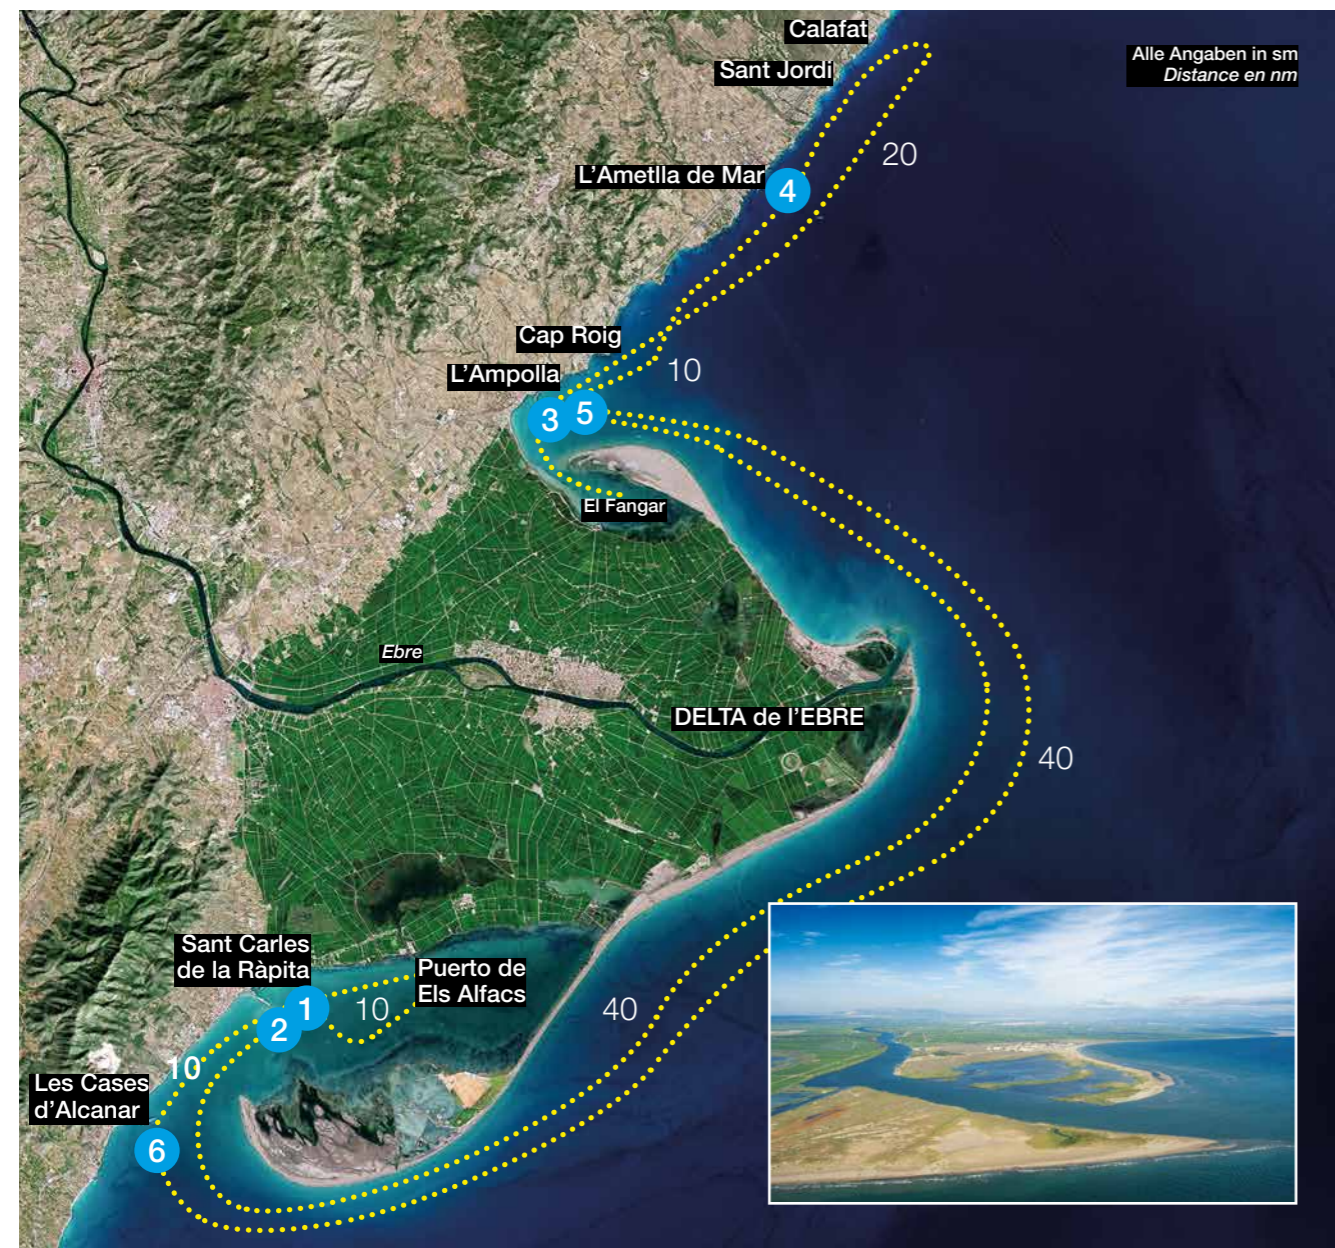 Calafat
Alle Angaben in sm
Distance en nm
Sant Jordi
20
L'Ametlla de Mar
4
Cap Roig
10
L'Ampolla
3
5
El Fangar
Ebre
DELTA de l'EBRE
40
Sant Carles
de la Ràpita
Puerto de
Els Alfacs
1
10
40
2
10
Les Cases
d'Alcanar
6